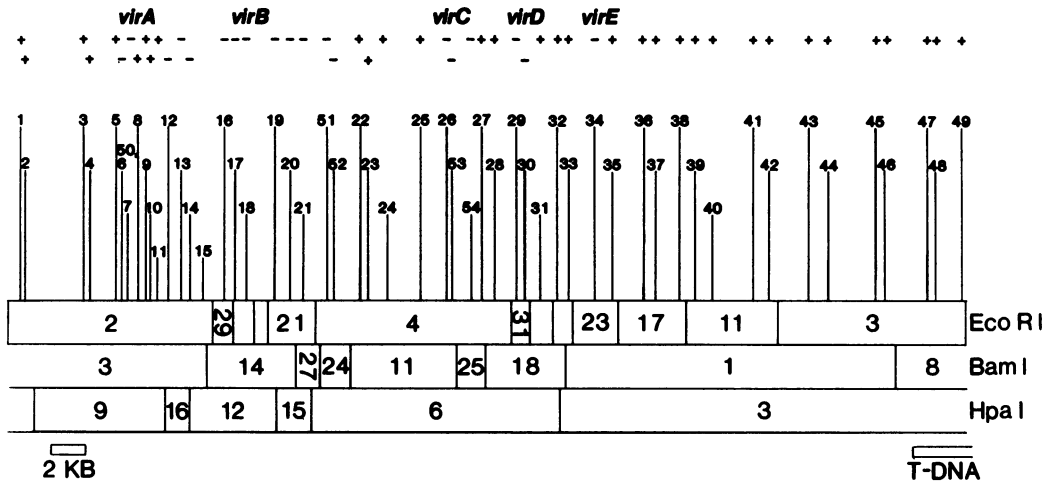 virA virB virC virD virE
+ + + - + + - - - - - - - - + + + - - + + - + + + - + + + + + + + + + + + + + +
+ + - + + - - - + - -
1 3 5 8 12 16 19 51 22 25 26 27 29 32 34 36 38 41 43 45 47 49
50,
2 4 6 9 13 17 20 52 23 53 28 30 33 35 37 39 42 44 46 48
7 10 14 18 21 24 54 31 40
11 15
2 29 21 4 31 23 17 11 3 Eco RI
3 14 27 24 11 25 18 1 8 Bam I
9 16 12 15 6 3 Hpa I
2 KB T-DNA